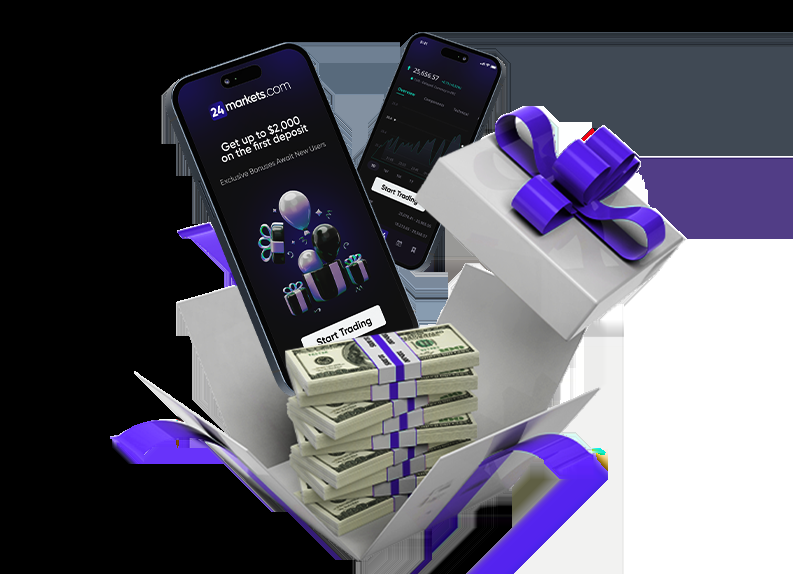 24markets.com
Get up to $2,000
on the first deposit
Exclusive Bonuses Await New Users
Start Trading
25,656.57
Overview
Start Trading